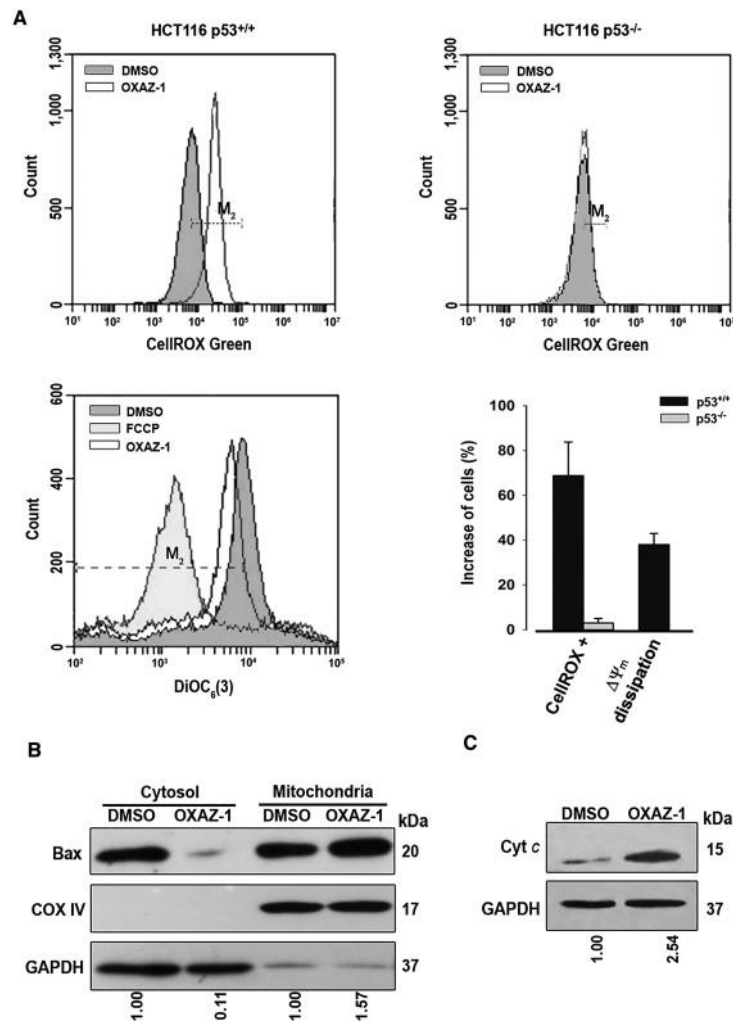 A
HCT116 p53+/+
1,300
1,000
500
0
Count
DMSO
OXAZ-1
M2
10¹ 10² 10³ 10⁴ 10⁵ 10⁶ 10⁷
CellROX Green
HCT116 p53-/-
1,300
1,000
500
0
Count
DMSO
OXAZ-1
M2
10¹ 10² 10³ 10⁴ 10⁵ 10⁶ 10⁷
CellROX Green
600
400
200
0
Count
DMSO
FCCP
OXAZ-1
M2
10² 10³ 10⁴ 10⁵
DiOC6(3)
100
80
60
40
20
0
Increase of cells (%)
p53+/+
p53-/-
CellROX +
ΔΨm
dissipation
B
Cytosol Mitochondria
DMSO OXAZ-1 DMSO OXAZ-1 kDa
Bax 20
COX IV 17
GAPDH 37
1.00 0.11 1.00 1.57
C
DMSO OXAZ-1 kDa
Cyt c 15
GAPDH 37
1.00 2.54